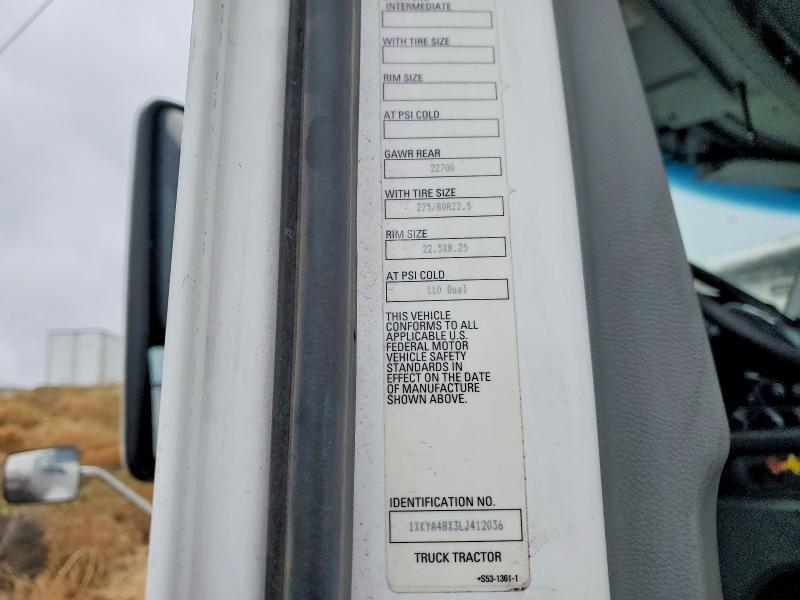 INTERMEDIATE
WITH TIRE SIZE
RIM SIZE
AT PSI COLD
GAWR REAR
22700
WITH TIRE SIZE
275/80R22.5
RIM SIZE
22.5X8.25
AT PSI COLD
110 Dual
THIS VEHICLE
CONFORMS TO ALL
APPLICABLE U.S.
FEDERAL MOTOR
VEHICLE SAFETY
STANDARDS IN
EFFECT ON THE DATE
OF MANUFACTURE
SHOWN ABOVE.
IDENTIFICATION NO.
1XKYA48X3LJ412036
TRUCK TRACTOR
*S53-1361-1